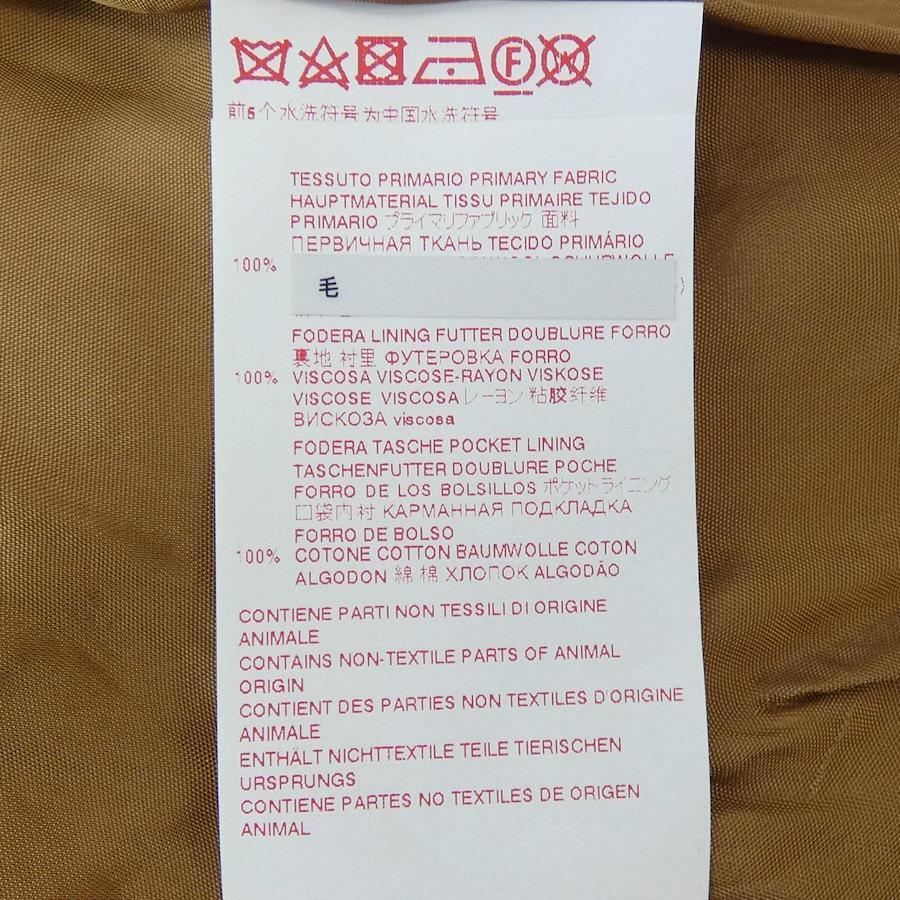 F
W
前5个水洗符号为中国水洗符号
TESSUTO PRIMARIO PRIMARY FABRIC
HAUPTMATERIAL TISSU PRIMAIRE TEJIDO
PRIMARIO プライマリファブリック 面料
ПЕРВИЧНАЯ ТКАНЬ TECIDO PRIMÁRIO
100%
毛
FODERA LINING FUTTER DOUBLURE FORRO
裏地 衬里 ФУТЕРОВКА FORRO
100% VISCOSA VISCOSE-RAYON VISKOSE
VISCOSE VISCOSA レーヨン 粘胶纤维
ВИСКОЗА viscosa
FODERA TASCHE POCKET LINING
TASCHENFUTTER DOUBLURE POCHE
FORRO DE LOS BOLSILLOS ポケットライニング
口袋内衬 КАРМАННАЯ ПОДКЛАДКА
FORRO DE BOLSO
100% COTONE COTTON BAUMWOLLE COTON
ALGODON 綿 棉 ХЛОПОК ALGODÃO
CONTIENE PARTI NON TESSILI DI ORIGINE
ANIMALE
CONTAINS NON-TEXTILE PARTS OF ANIMAL
ORIGIN
CONTIENT DES PARTIES NON TEXTILES D'ORIGINE
ANIMALE
ENTHÄLT NICHTTEXTILE TEILE TIERISCHEN
URSPRUNGS
CONTIENE PARTES NO TEXTILES DE ORIGEN
ANIMAL